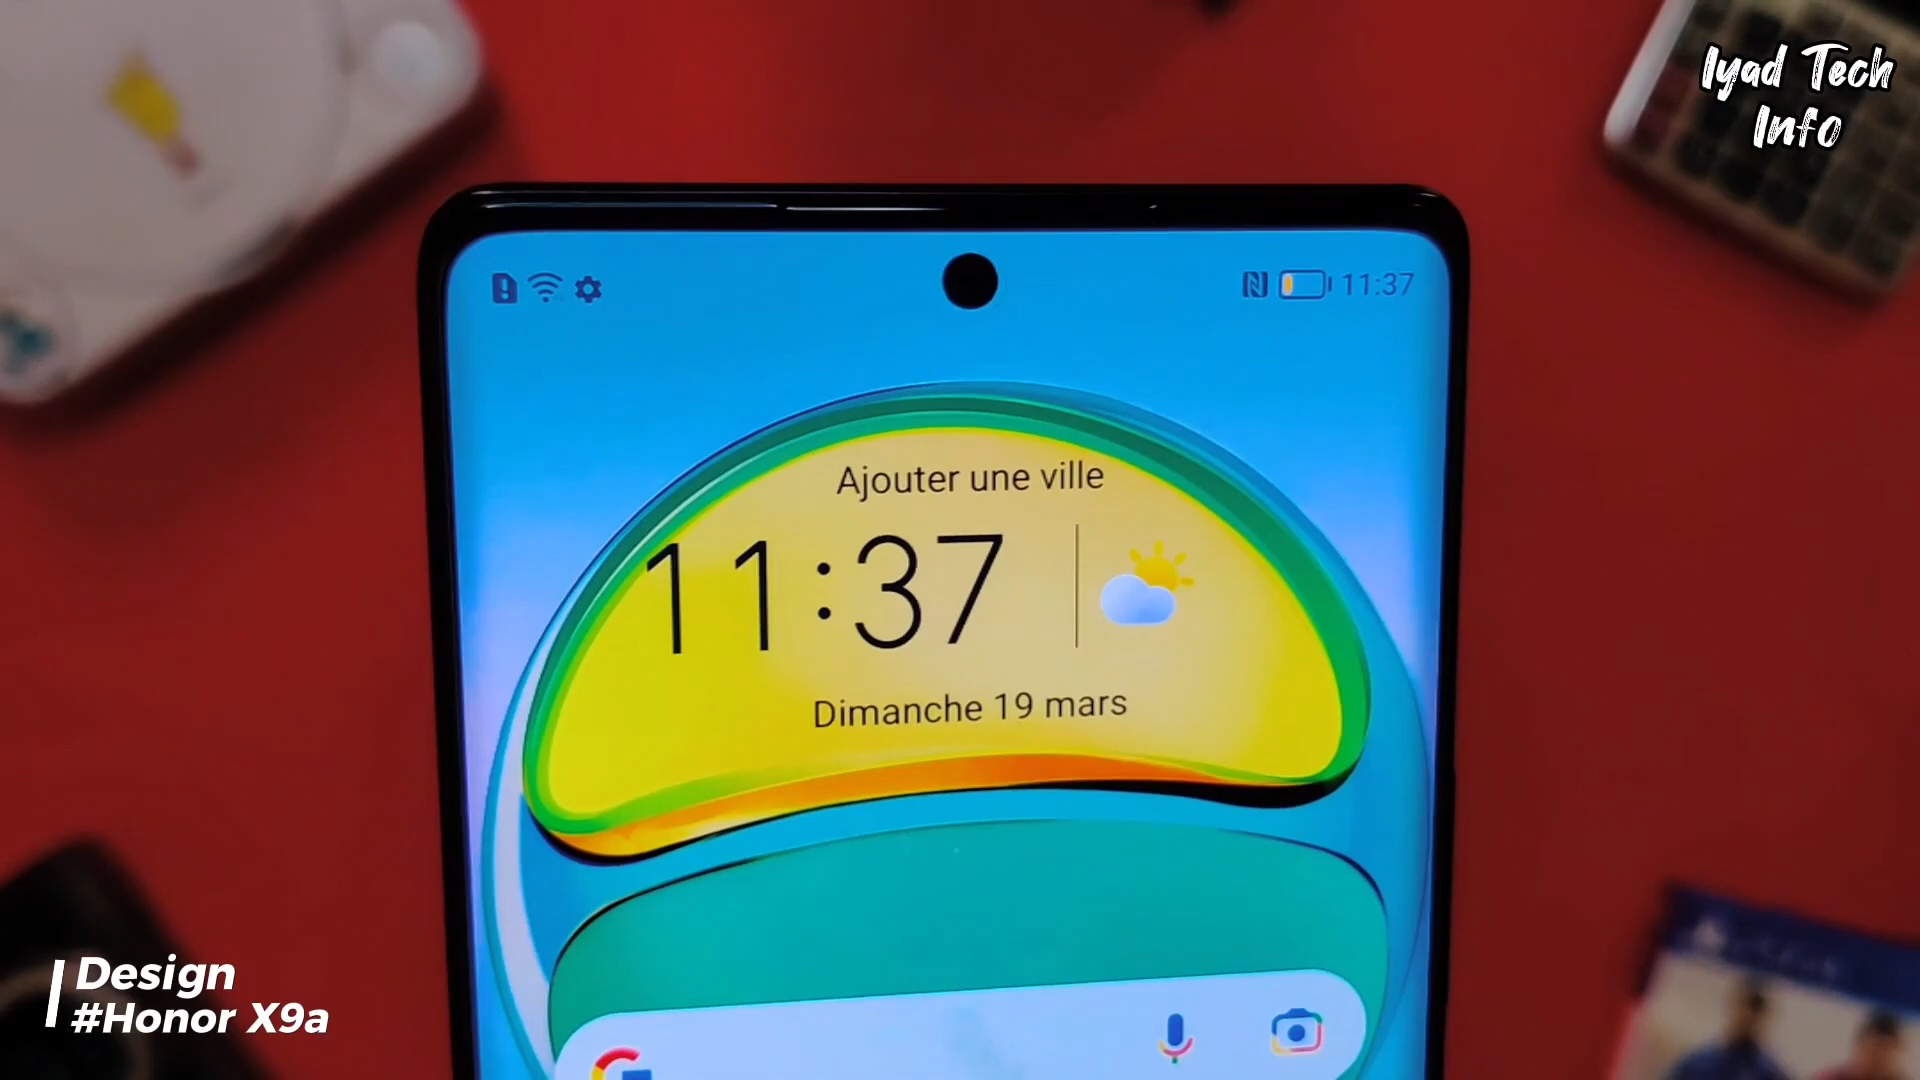 Iyad Tech
Info
11:37
Ajouter une ville
11:37
Dimanche 19 mars
Design
#Honor X9a